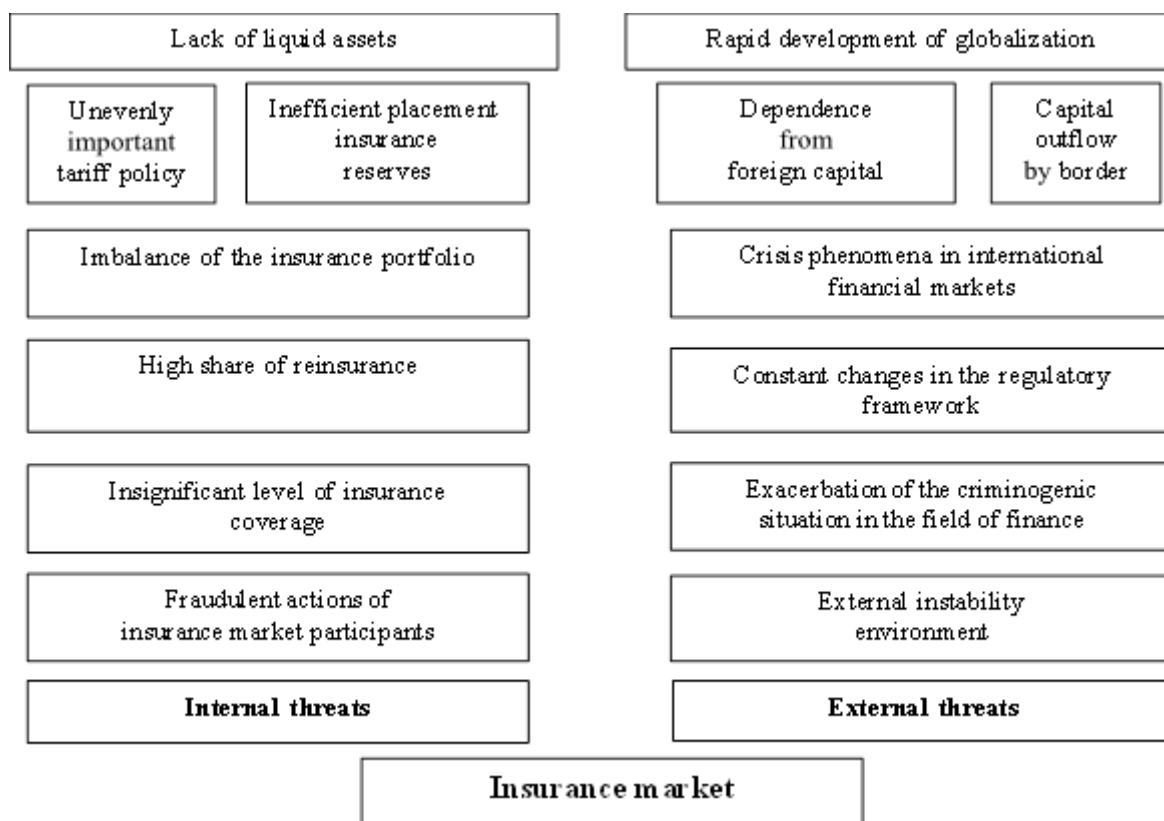 Lack of liquid assets
Rapid development of globalization
Unevenly
important
tariff policy
Inefficient placement
insurance
reserves
Dependence
from
foreign capital
Capital
outflow
by border
Imbalance of the insurance portfolio
Crisis phenomena in international
financial markets
High share of reinsurance
Constant changes in the regulatory
framework
Insignificant level of insurance
coverage
Exacerbation of the criminogenic
situation in the field of finance
Fraudulent actions of
insurance market participants
External instability
environment
Internal threats
External threats
Insurance market